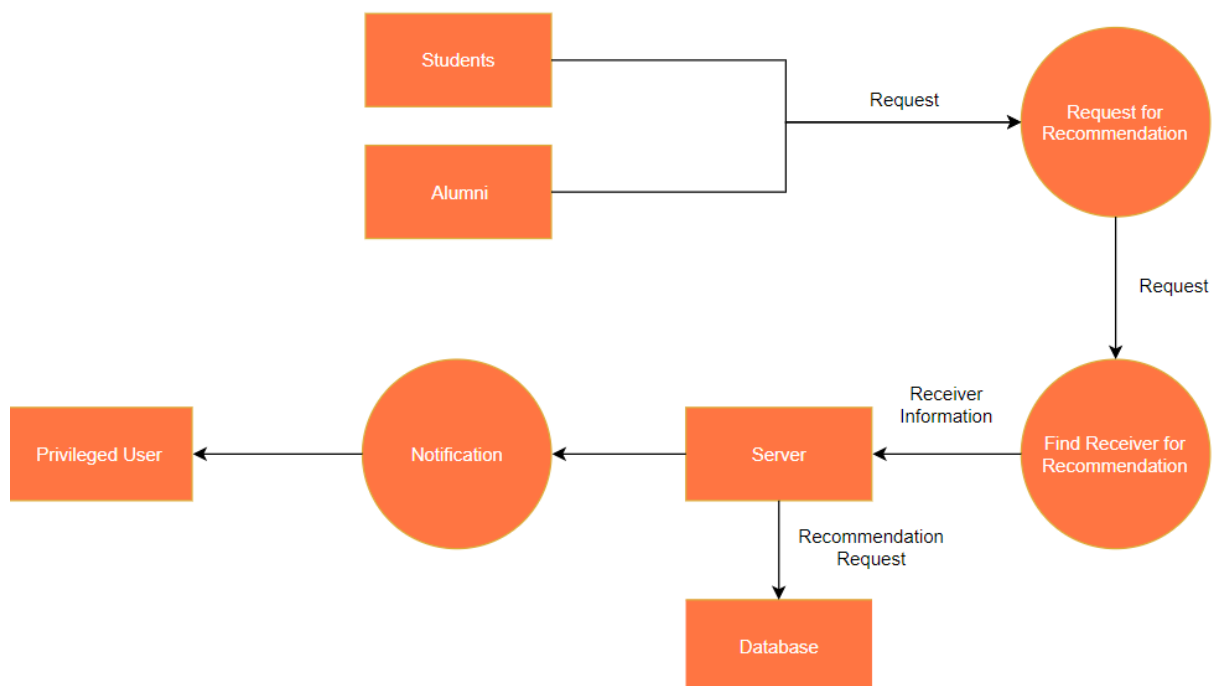 Students
Request
Request for
Recommendation
Alumni
Request
Receiver
Information
Privileged User
Notification
Server
Find Receiver for
Recommendation
Recommendation
Request
Database